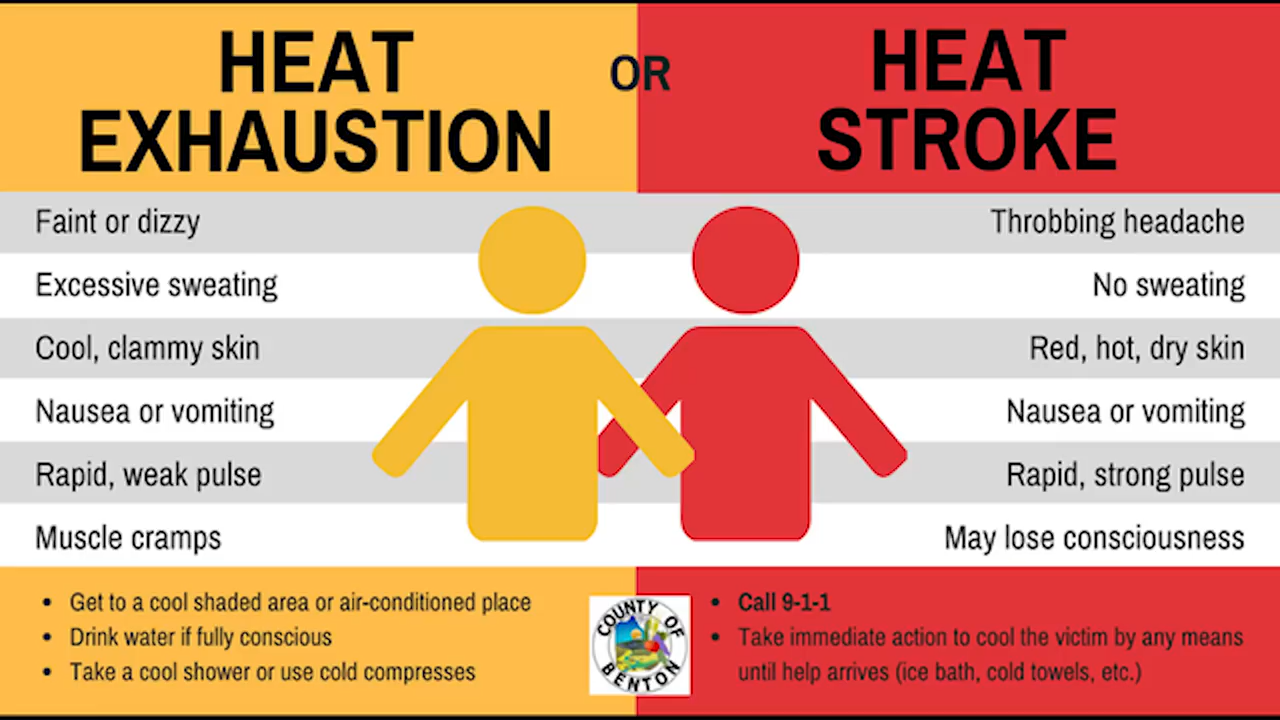 HEAT
EXHAUSTION
OR
HEAT
STROKE
Faint or dizzy
Throbbing headache
Excessive sweating
No sweating
Cool, clammy skin
Red, hot, dry skin
Nausea or vomiting
Nausea or vomiting
Rapid, weak pulse
Rapid, strong pulse
Muscle cramps
May lose consciousness
• Get to a cool shaded area or air-conditioned place
• Drink water if fully conscious
• Take a cool shower or use cold compresses
COUNTY OF
BENTON
• Call 9-1-1
• Take immediate action to cool the victim by any means
until help arrives (ice bath, cold towels, etc.)